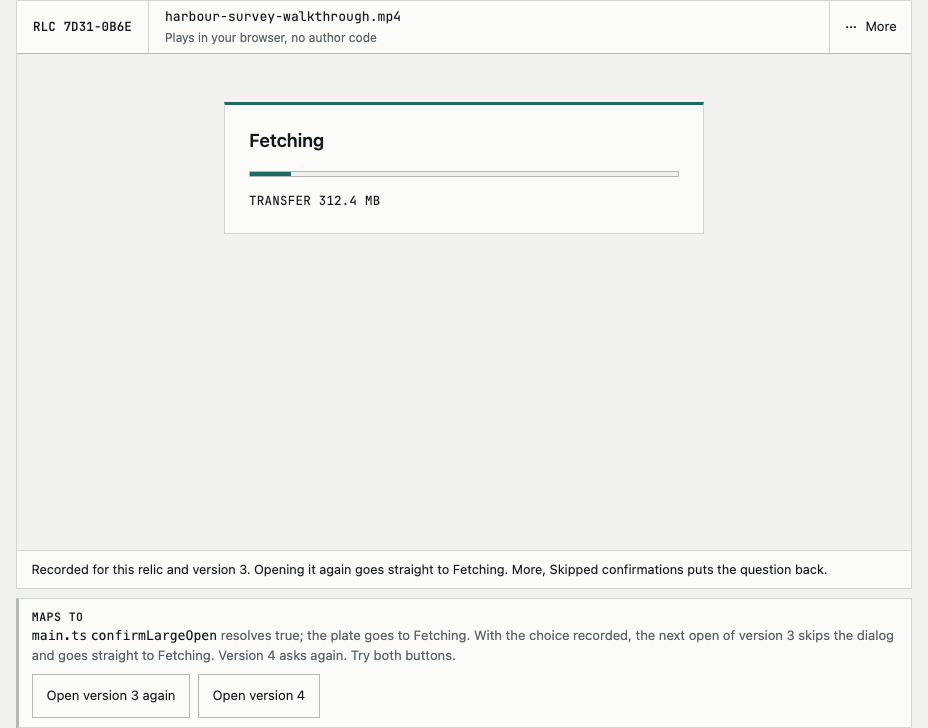 RLC 7D31-0B6E
harbour-survey-walkthrough.mp4
Plays in your browser, no author code
··· More
Fetching
TRANSFER 312.4 MB
Recorded for this relic and version 3. Opening it again goes straight to Fetching. More, Skipped confirmations puts the question back.
MAPS TO
main.ts confirmLargeOpen resolves true; the plate goes to Fetching. With the choice recorded, the next open of version 3 skips the dialog
and goes straight to Fetching. Version 4 asks again. Try both buttons.
Open version 3 again
Open version 4